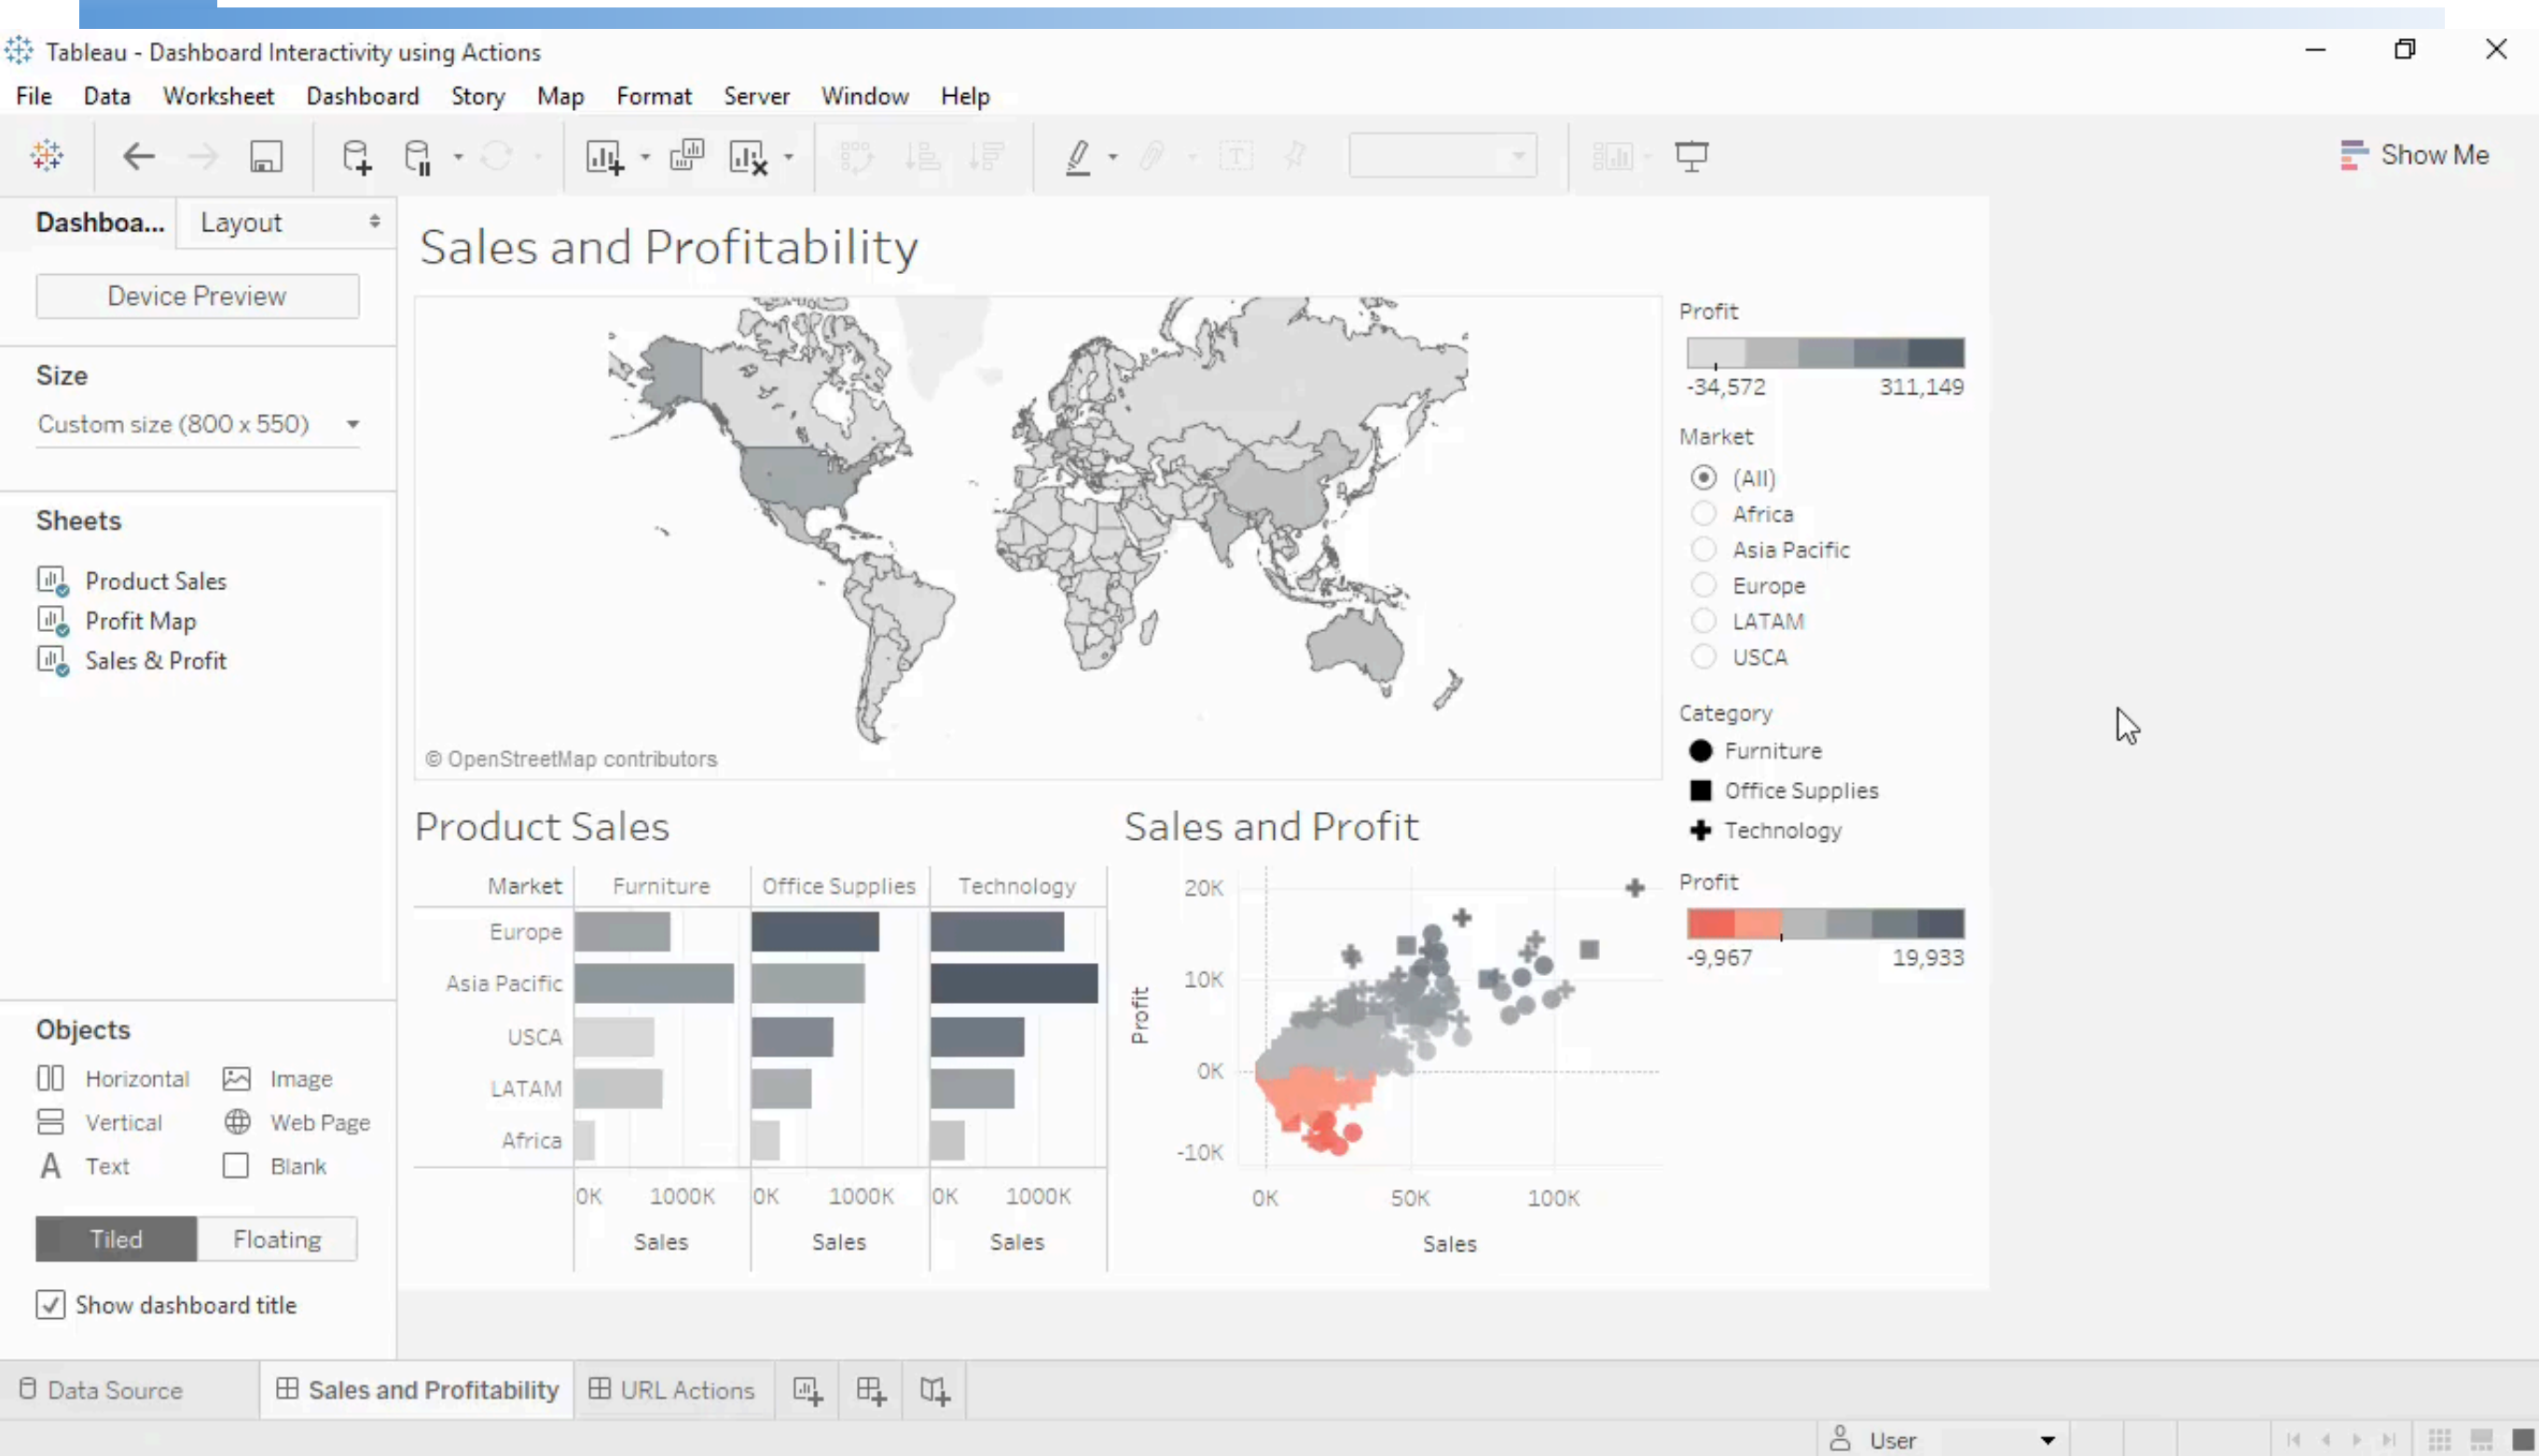 Tableau - Dashboard Interactivity using Actions
File Data Worksheet Dashboard Story Map Format Server Window Help
Show Me
Dashboa... Layout
Device Preview
Size
Custom size (800 x 550)
Sheets
Product Sales
Profit Map
Sales & Profit
Objects
Horizontal Image
Vertical Web Page
Text Blank
Tiled Floating
Show dashboard title
Sales and Profitability
© OpenStreetMap contributors
Profit
-34,572 311,149
Market
(All)
Africa
Asia Pacific
Europe
LATAM
USCA
Category
Furniture
Office Supplies
Technology
Profit
-9,967 19,933
Product Sales
Market Furniture Office Supplies Technology
Europe
Asia Pacific
USCA
LATAM
Africa
0K 1000K 0K 1000K 0K 1000K
Sales Sales Sales
Sales and Profit
20K
10K
0K
-10K
Profit
0K 50K 100K
Sales
Data Source Sales and Profitability URL Actions
User